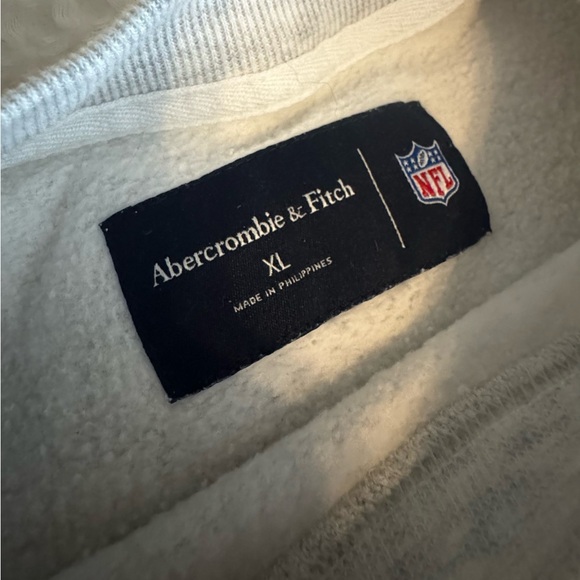 Abercrombie & Fitch
XL
MADE IN PHILIPPINES
NFL